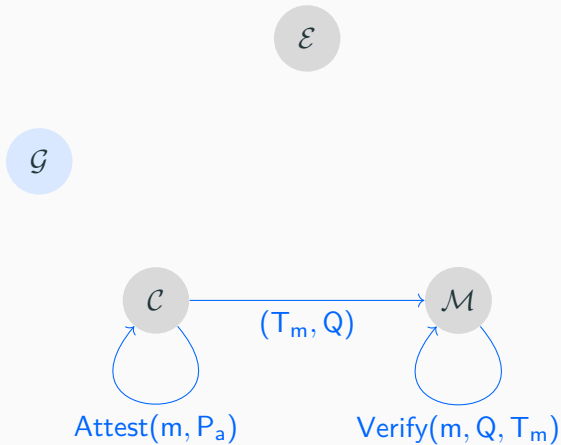 ℰ
𝒢
𝒞
ℳ
(Tₘ, Q)
Attest(m, Pₐ)
Verify(m, Q, Tₘ)